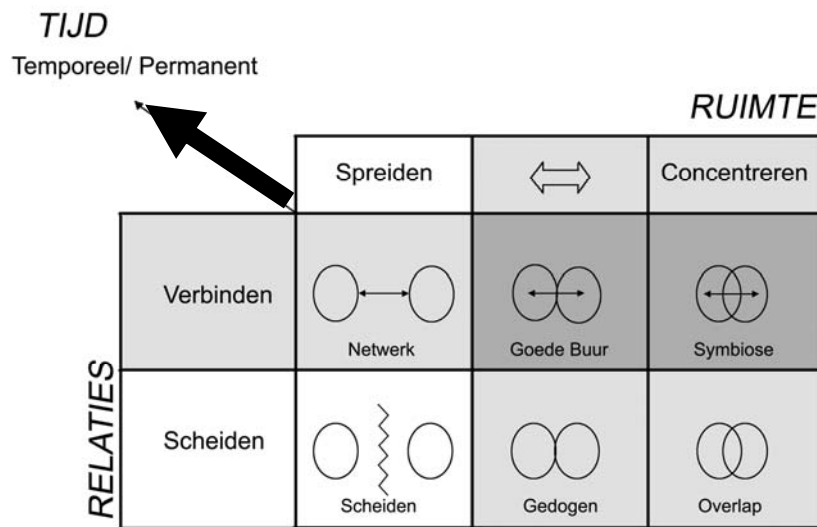 TIJD
Temporeel/ Permanent
RUIMTE
Spreiden
Concentreren
RELATIES
Verbinden
Netwerk
Goede Buur
Symbiose
Scheiden
Scheiden
Gedogen
Overlap